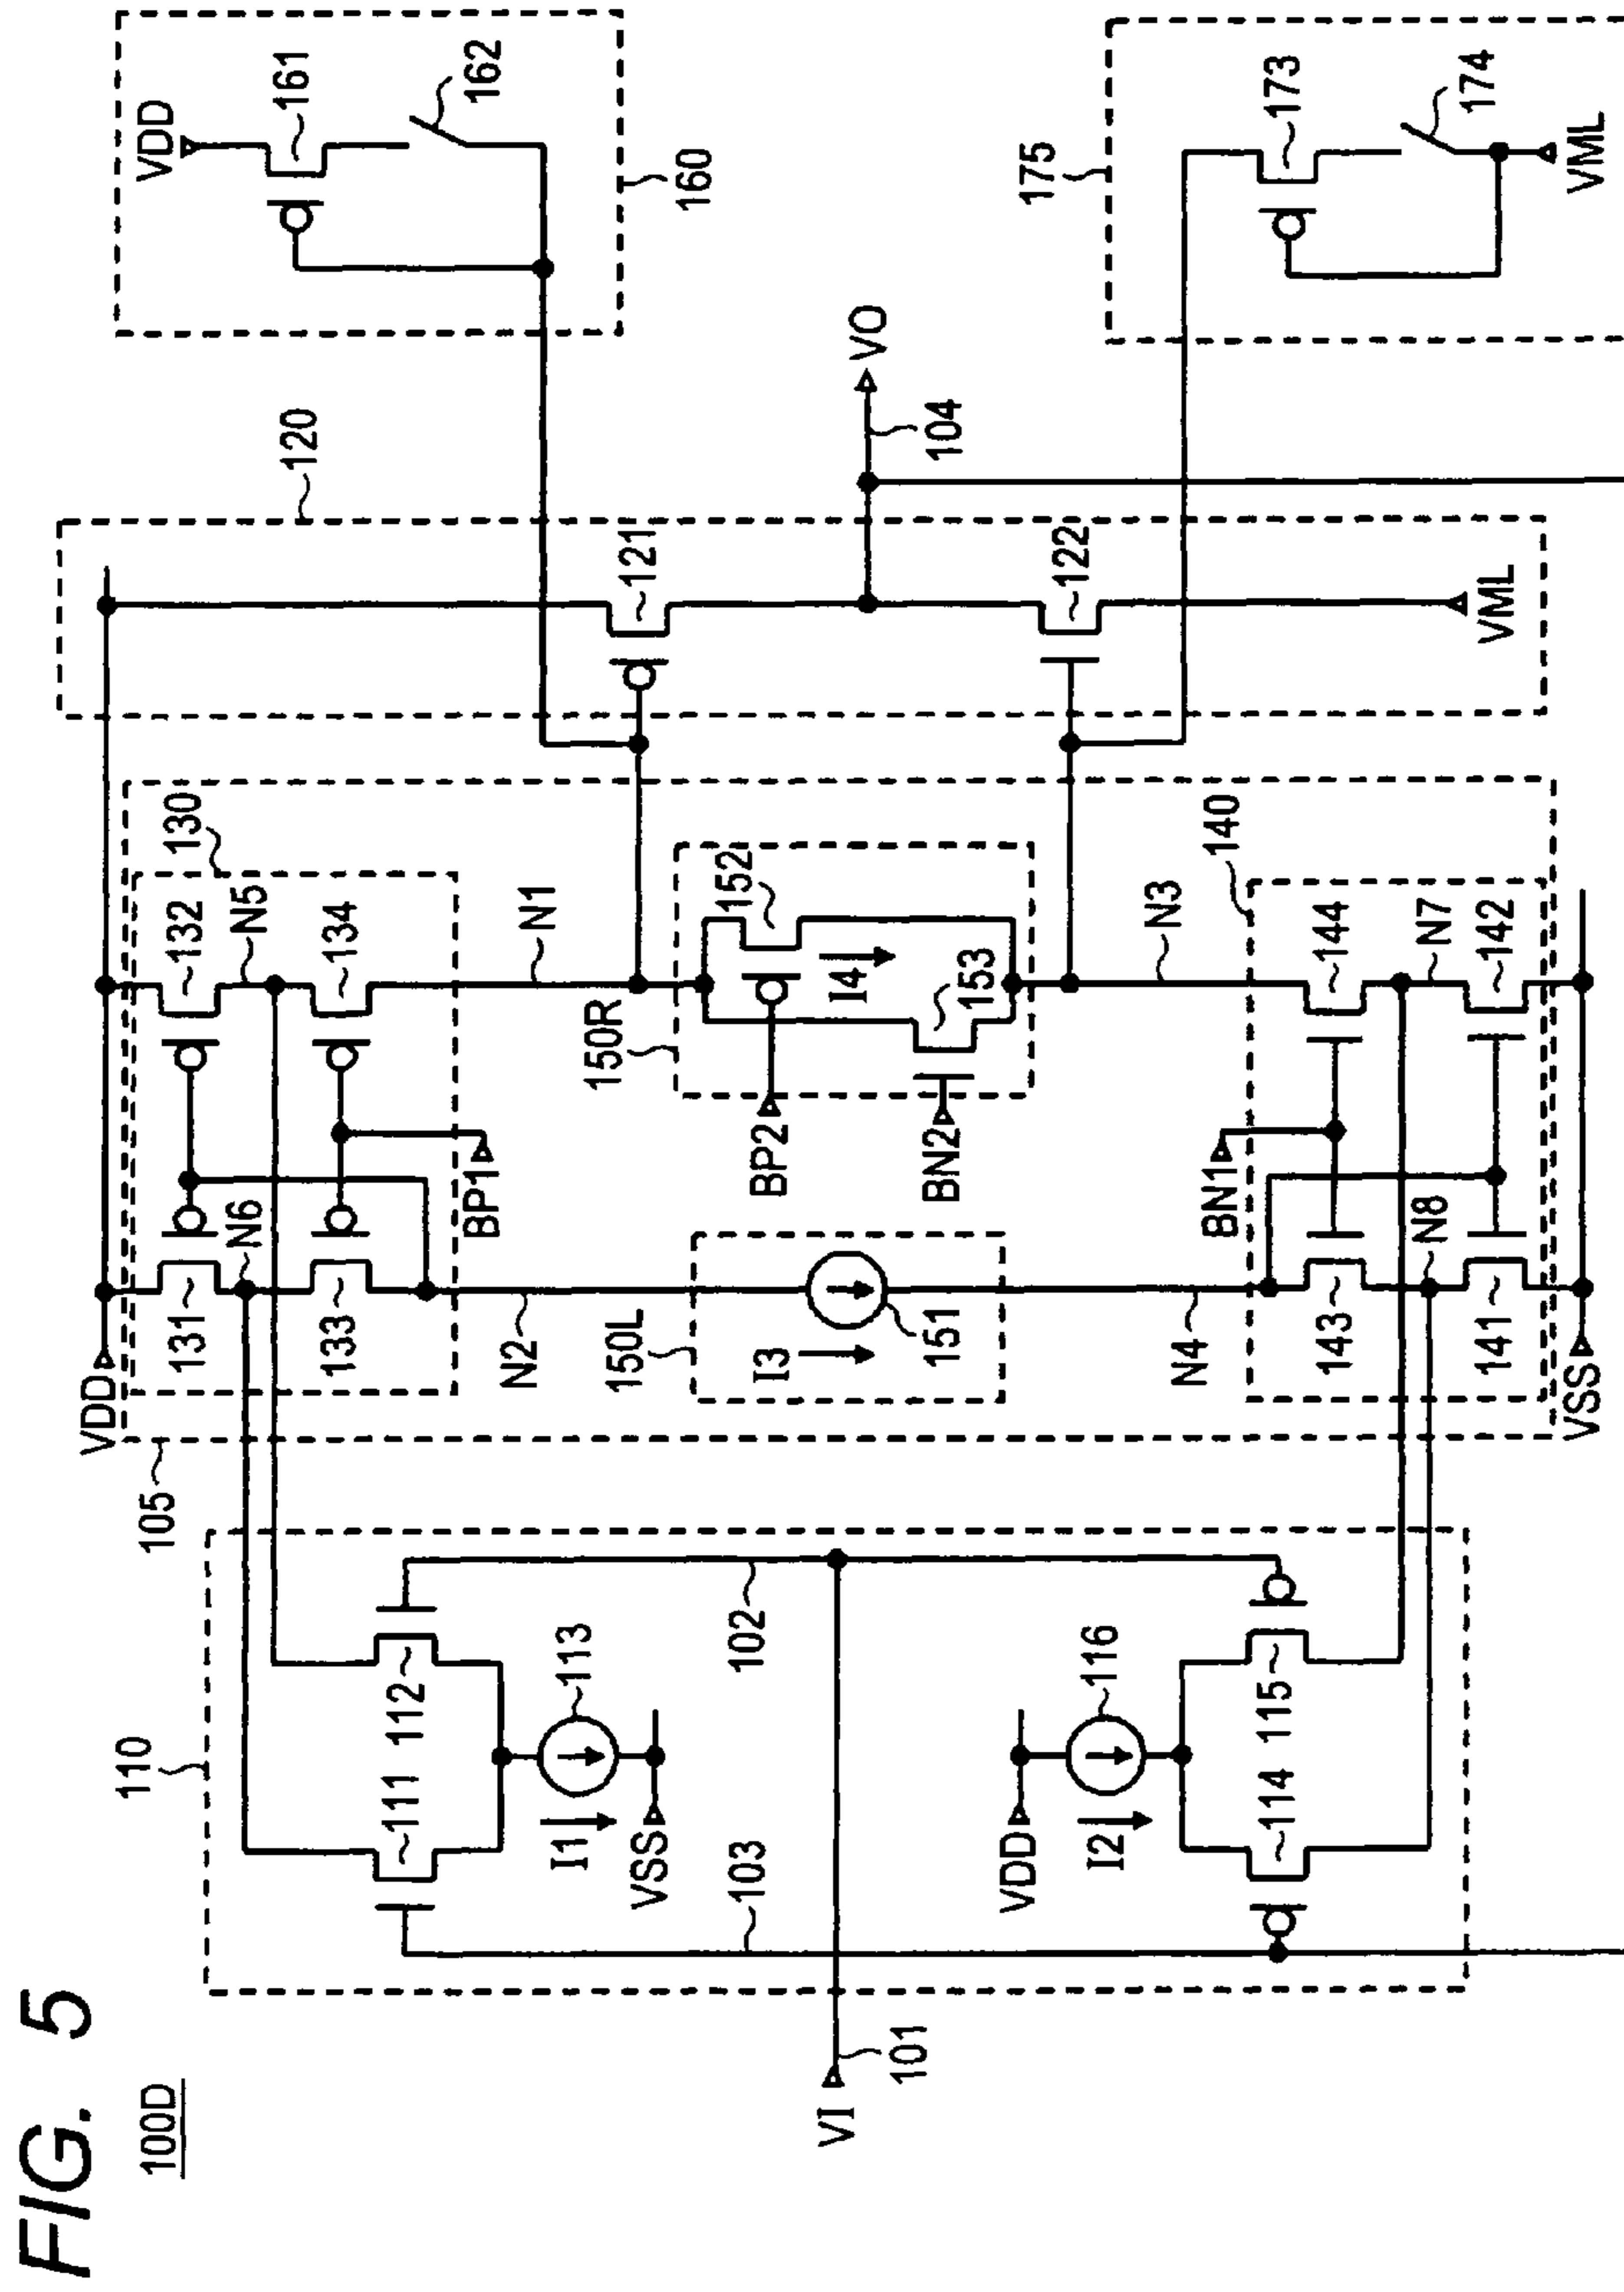 FIG. 5
100D
VI
101
110
103
102
111
112
113
I1
VSS
VDD
116
I2
114
115
105
VDD
131
N6
133
N2
150L
I3
151
N4
143
N8
141
VSS
130
132
N5
134
N1
BP1
150R
152
I4
153
BP2
BN2
N3
140
BN1
144
N7
142
120
121
122
VML
VO
104
VDD
161
162
160
175
173
174
VML